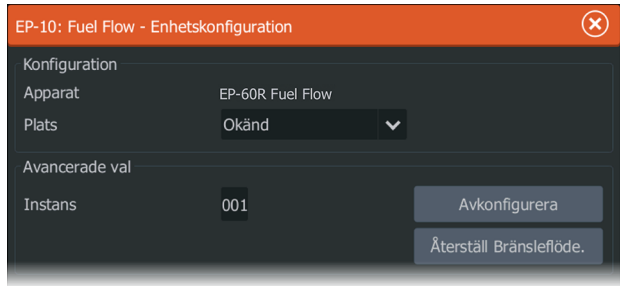 EP-10: Fuel Flow - Enhetskonfiguration
Konfiguration
Apparat EP-60R Fuel Flow
Plats Okänd
Avancerade val
Instans 001 Avkonfigurera
Återställ Bränsleflöde.